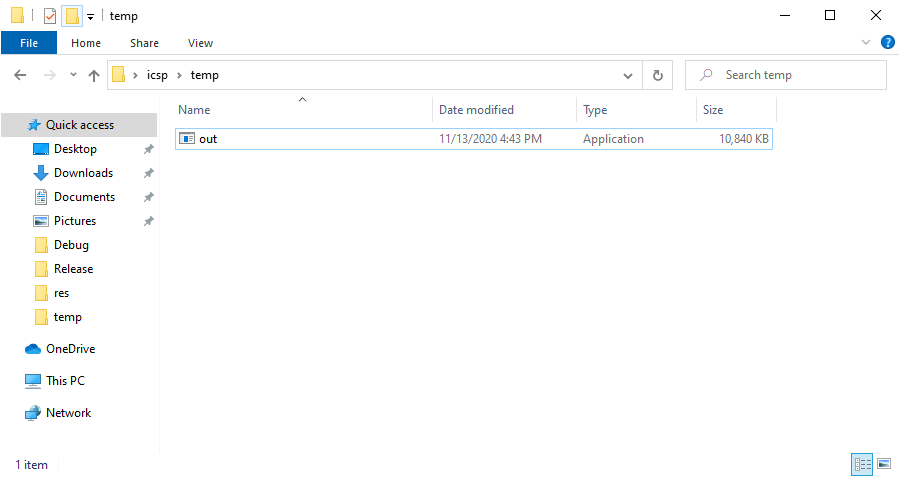 temp
File Home Share View
icsp temp Search temp
Name Date modified Type Size
Quick access
out 11/13/2020 4:43 PM Application 10,840 KB
Desktop
Downloads
Documents
Pictures
Debug
Release
res
temp
OneDrive
This PC
Network
1 item